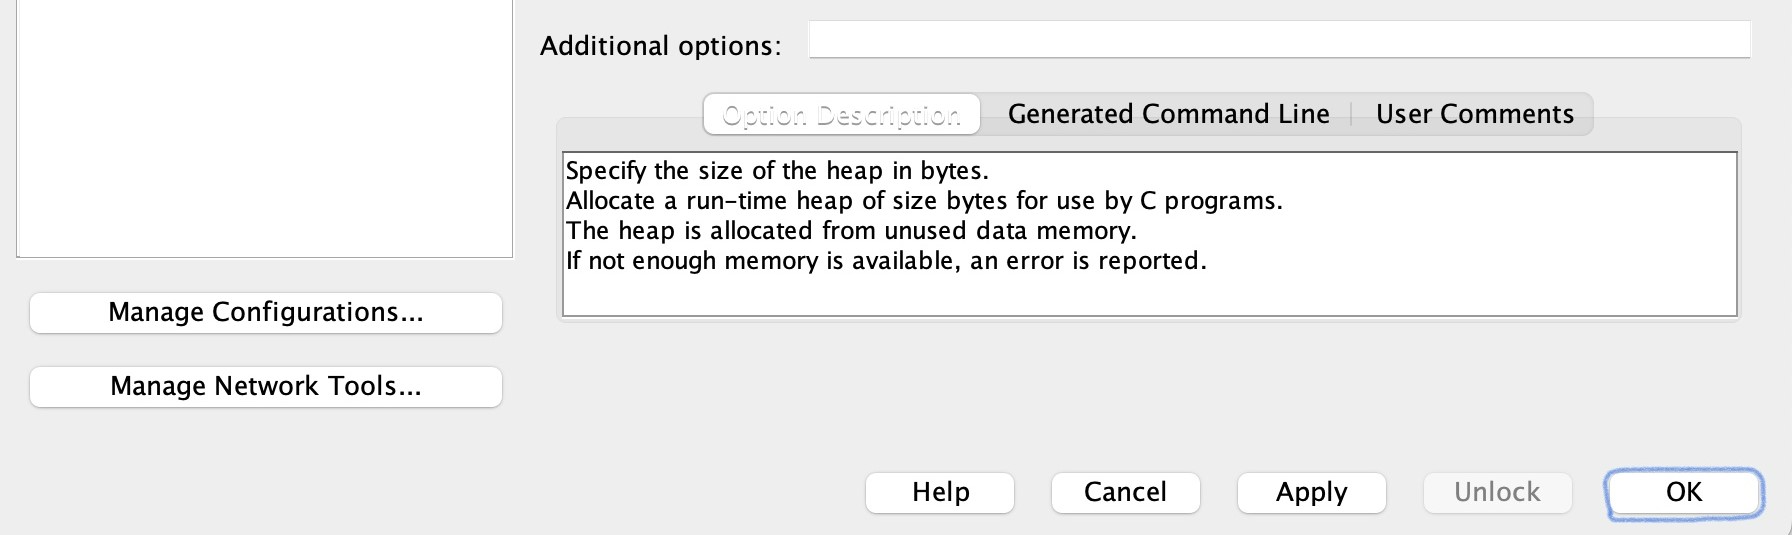 Additional options:
Option Description
Generated Command Line
User Comments
Specify the size of the heap in bytes.
Allocate a run-time heap of size bytes for use by C programs.
The heap is allocated from unused data memory.
If not enough memory is available, an error is reported.
Manage Configurations...
Manage Network Tools...
Help
Cancel
Apply
Unlock
OK